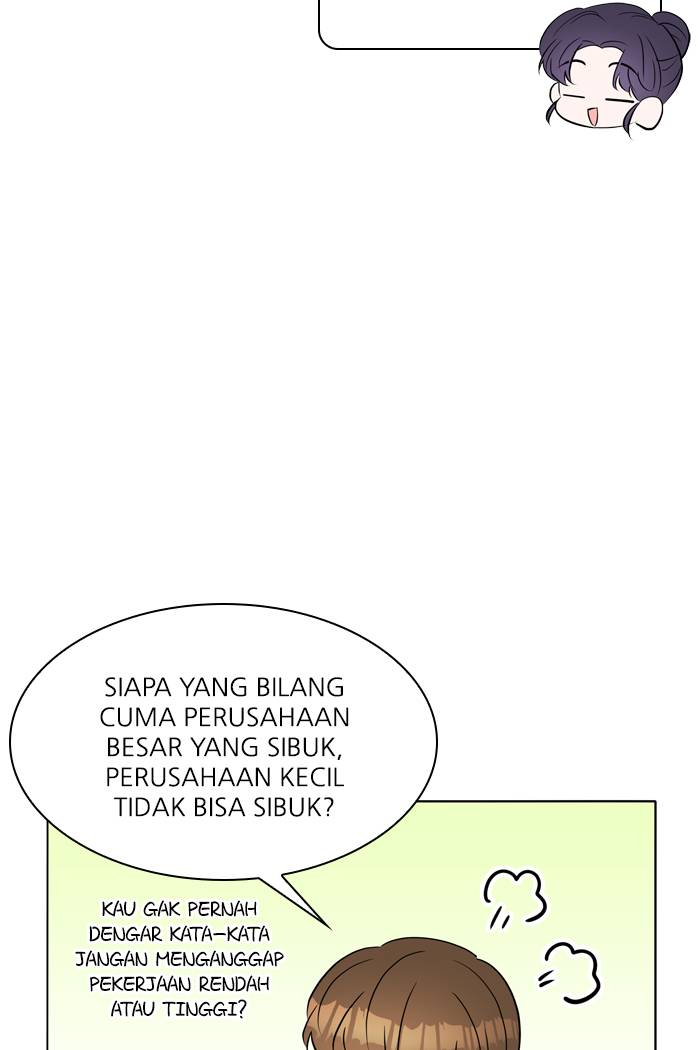 SIAPA YANG BILANG
CUMA PERUSAHAAN
BESAR YANG SIBUK,
PERUSAHAAN KECIL
TIDAK BISA SIBUK?
KAU GAK PERNAH
DENGAR KATA-KATA
JANGAN MENGANGGAP
PEKERJAAN RENDAH
ATAU TINGGI?